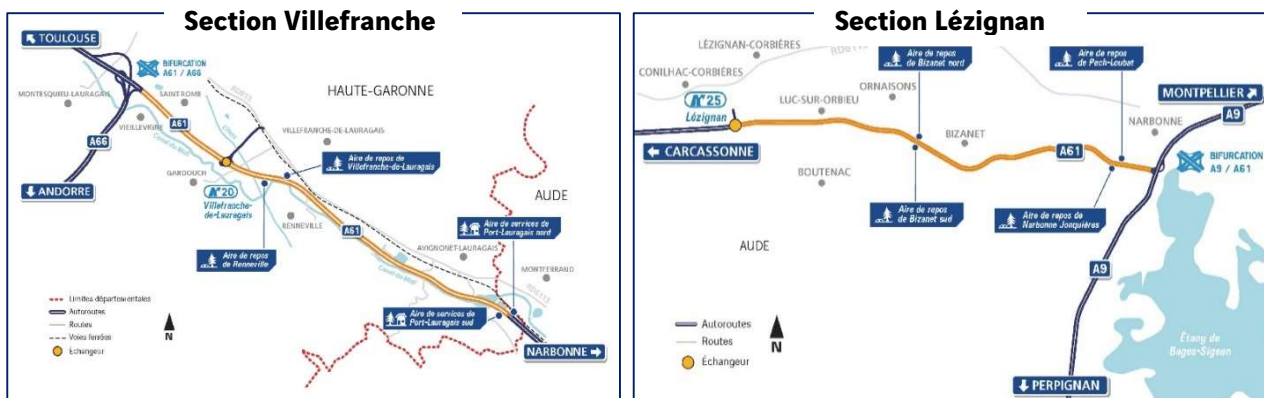 Section Villefranche
TOULOUSE
BIFURCATION
A61 / A66
MONTESQUIEU-LAURAGAIS
SAINT-ROME
VIEILLEVIGNE
A61
A66
RD813
HAUTE-GARONNE
VILLEFRANCHE-DE-LAURAGAIS
Aire de repos de
Villefranche-de-Lauragais
GARDOUCH
ANDORRE
20
Villefranche-
de-Lauragais
RENNEVILLE
Aire de repos
de Renneville
AUDE
Aire de services de
Port-Lauragais nord
A61
AVIGNONET-LAURAGAIS
Canal du Midi
MONTFERRAND
RD6113
Aire de services de
Port-Lauragais sud
NARBONNE
Limites départementales
Autoroutes
Routes
Voies ferrées
Échangeur
N
Section Lézignan
LÉZIGNAN-CORBIÈRES
RD6113
CONILHAC-CORBIÈRES
Aire de repos
de Bizanet nord
Aire de repos
de Pech-Loubat
ORNAISONS
MONTPELLIER
A9
25
Lézignan
LUC-SUR-ORBIEU
BIZANET
NARBONNE
A61
CARCASSONNE
BIFURCATION
A9 / A61
BOUTENAC
Aire de repos
de Bizanet sud
Aire de repos de
Narbonne Jonquières
AUDE
A9
Autoroutes
Routes
Échangeur
N
Étang de
Bages-Sigean
PERPIGNAN